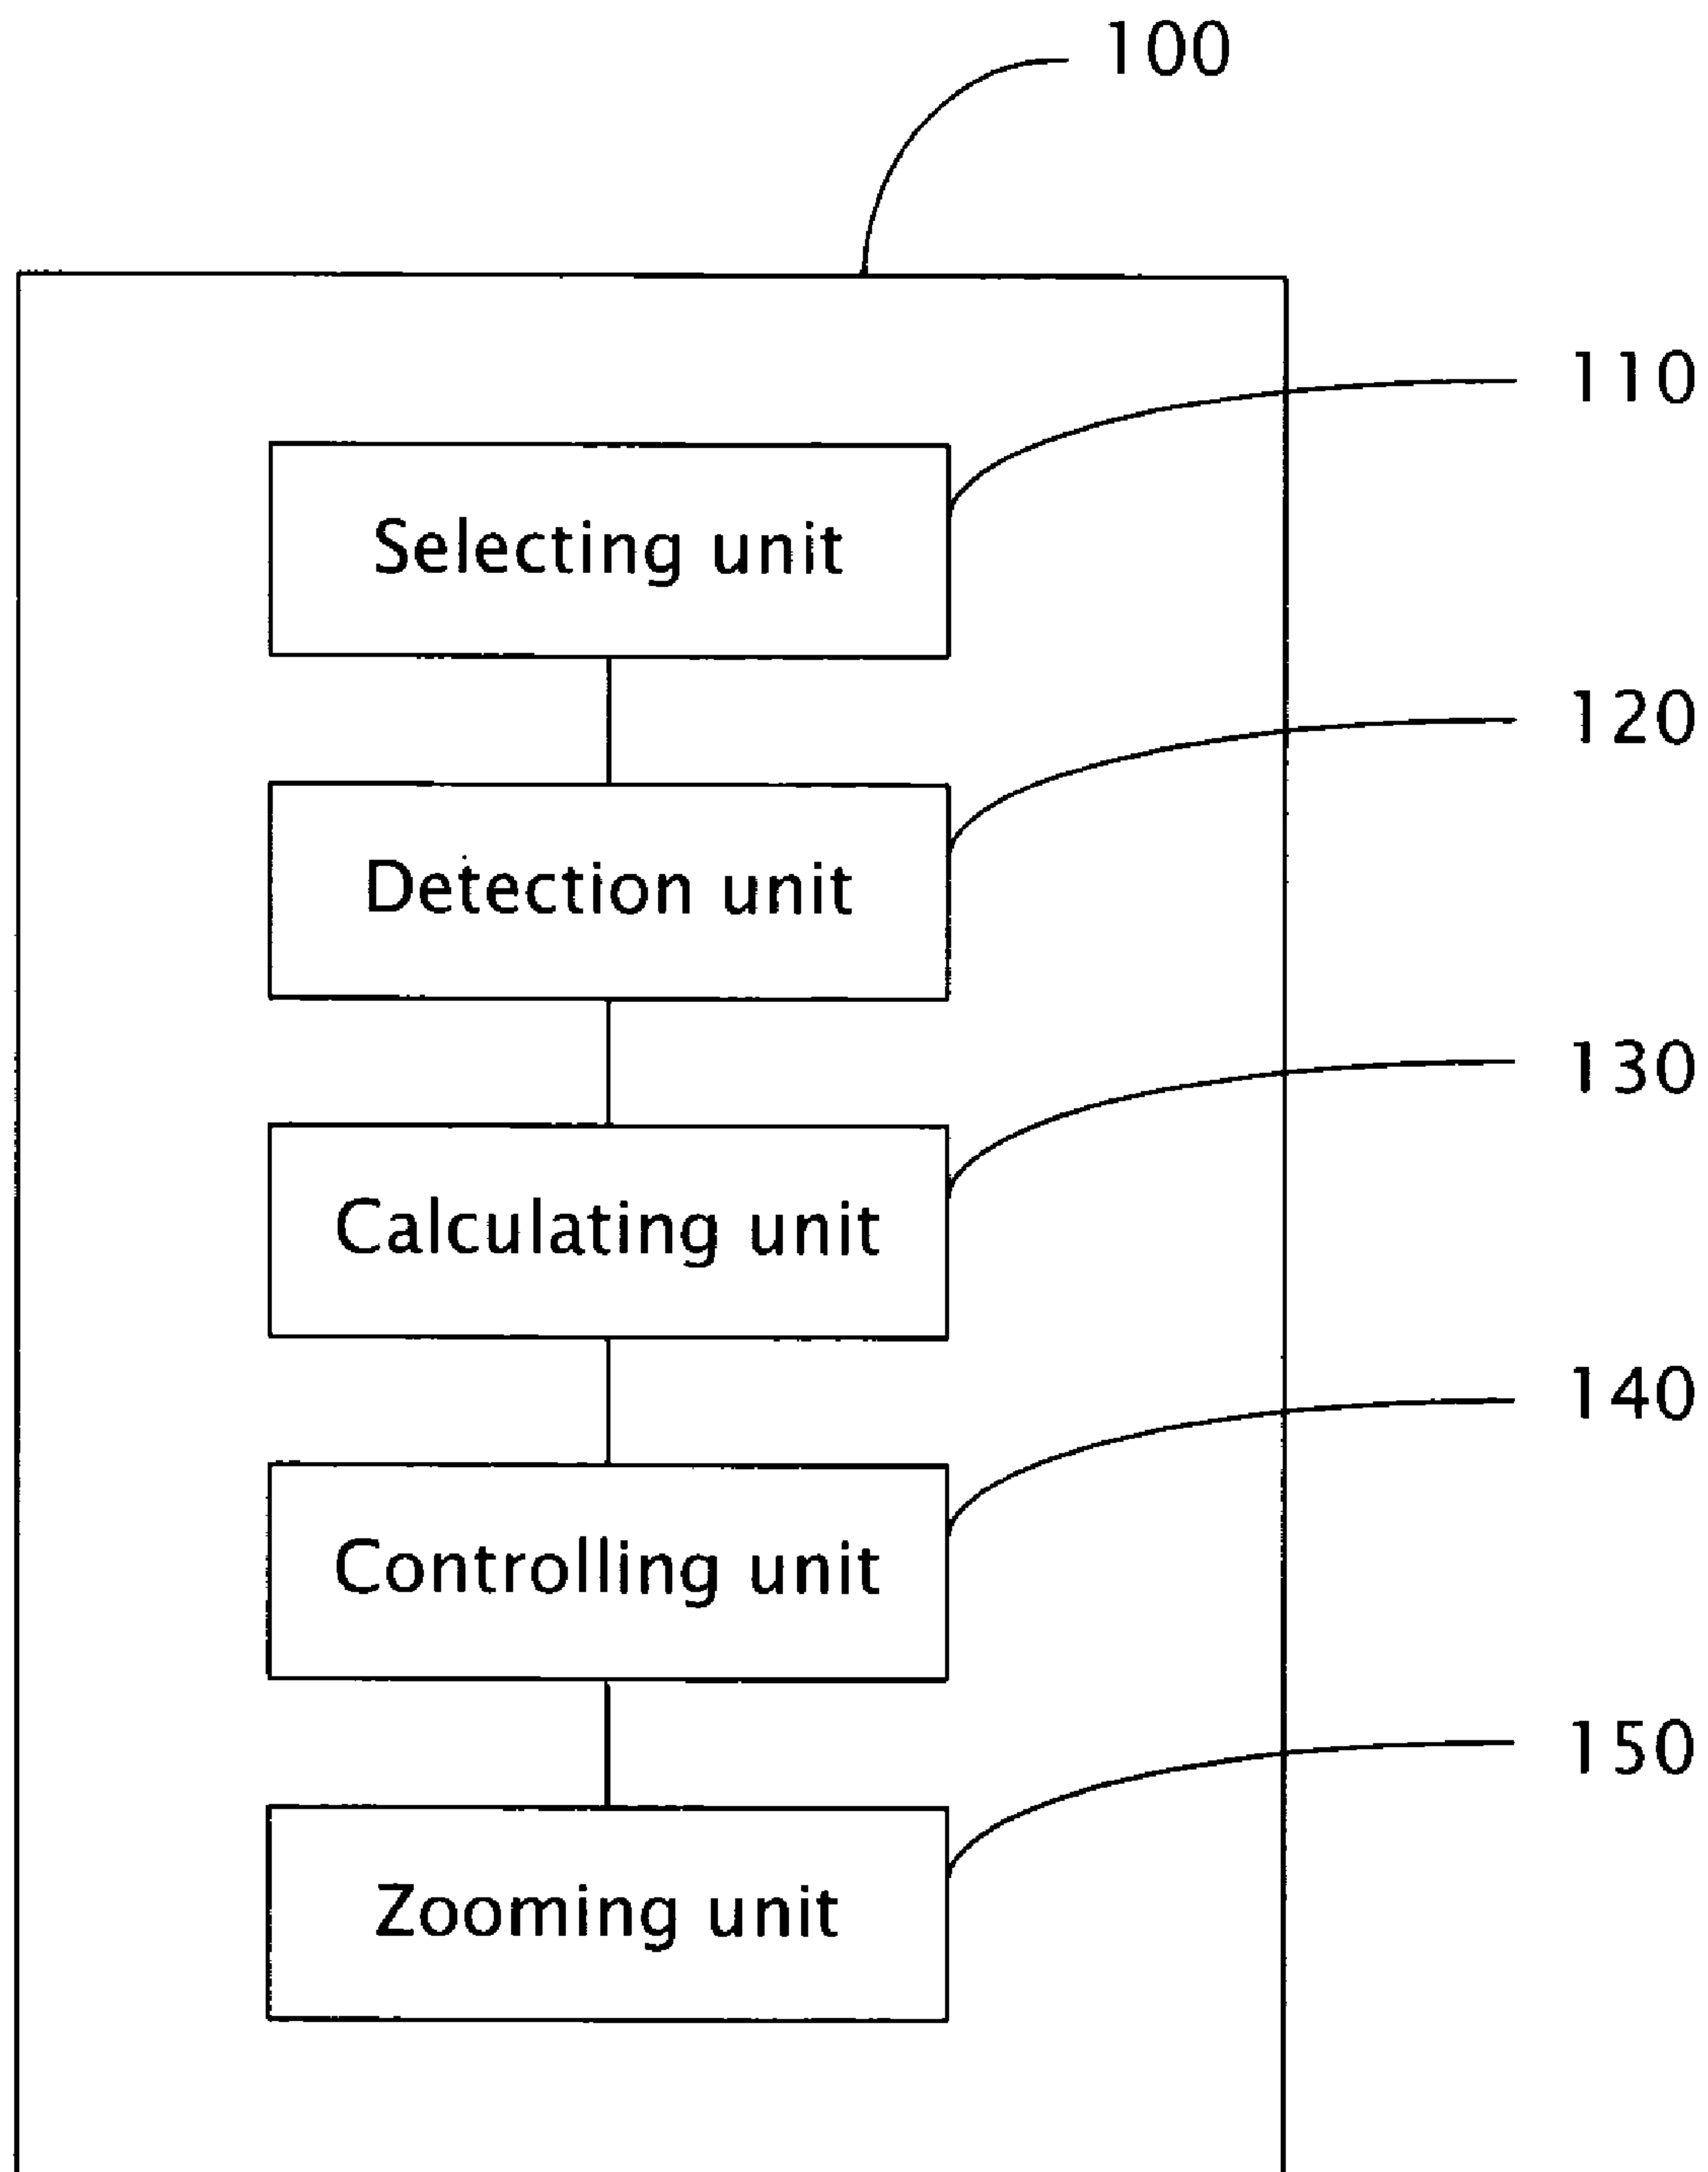 100
110
Selecting unit
120
Detection unit
130
Calculating unit
140
Controlling unit
150
Zooming unit